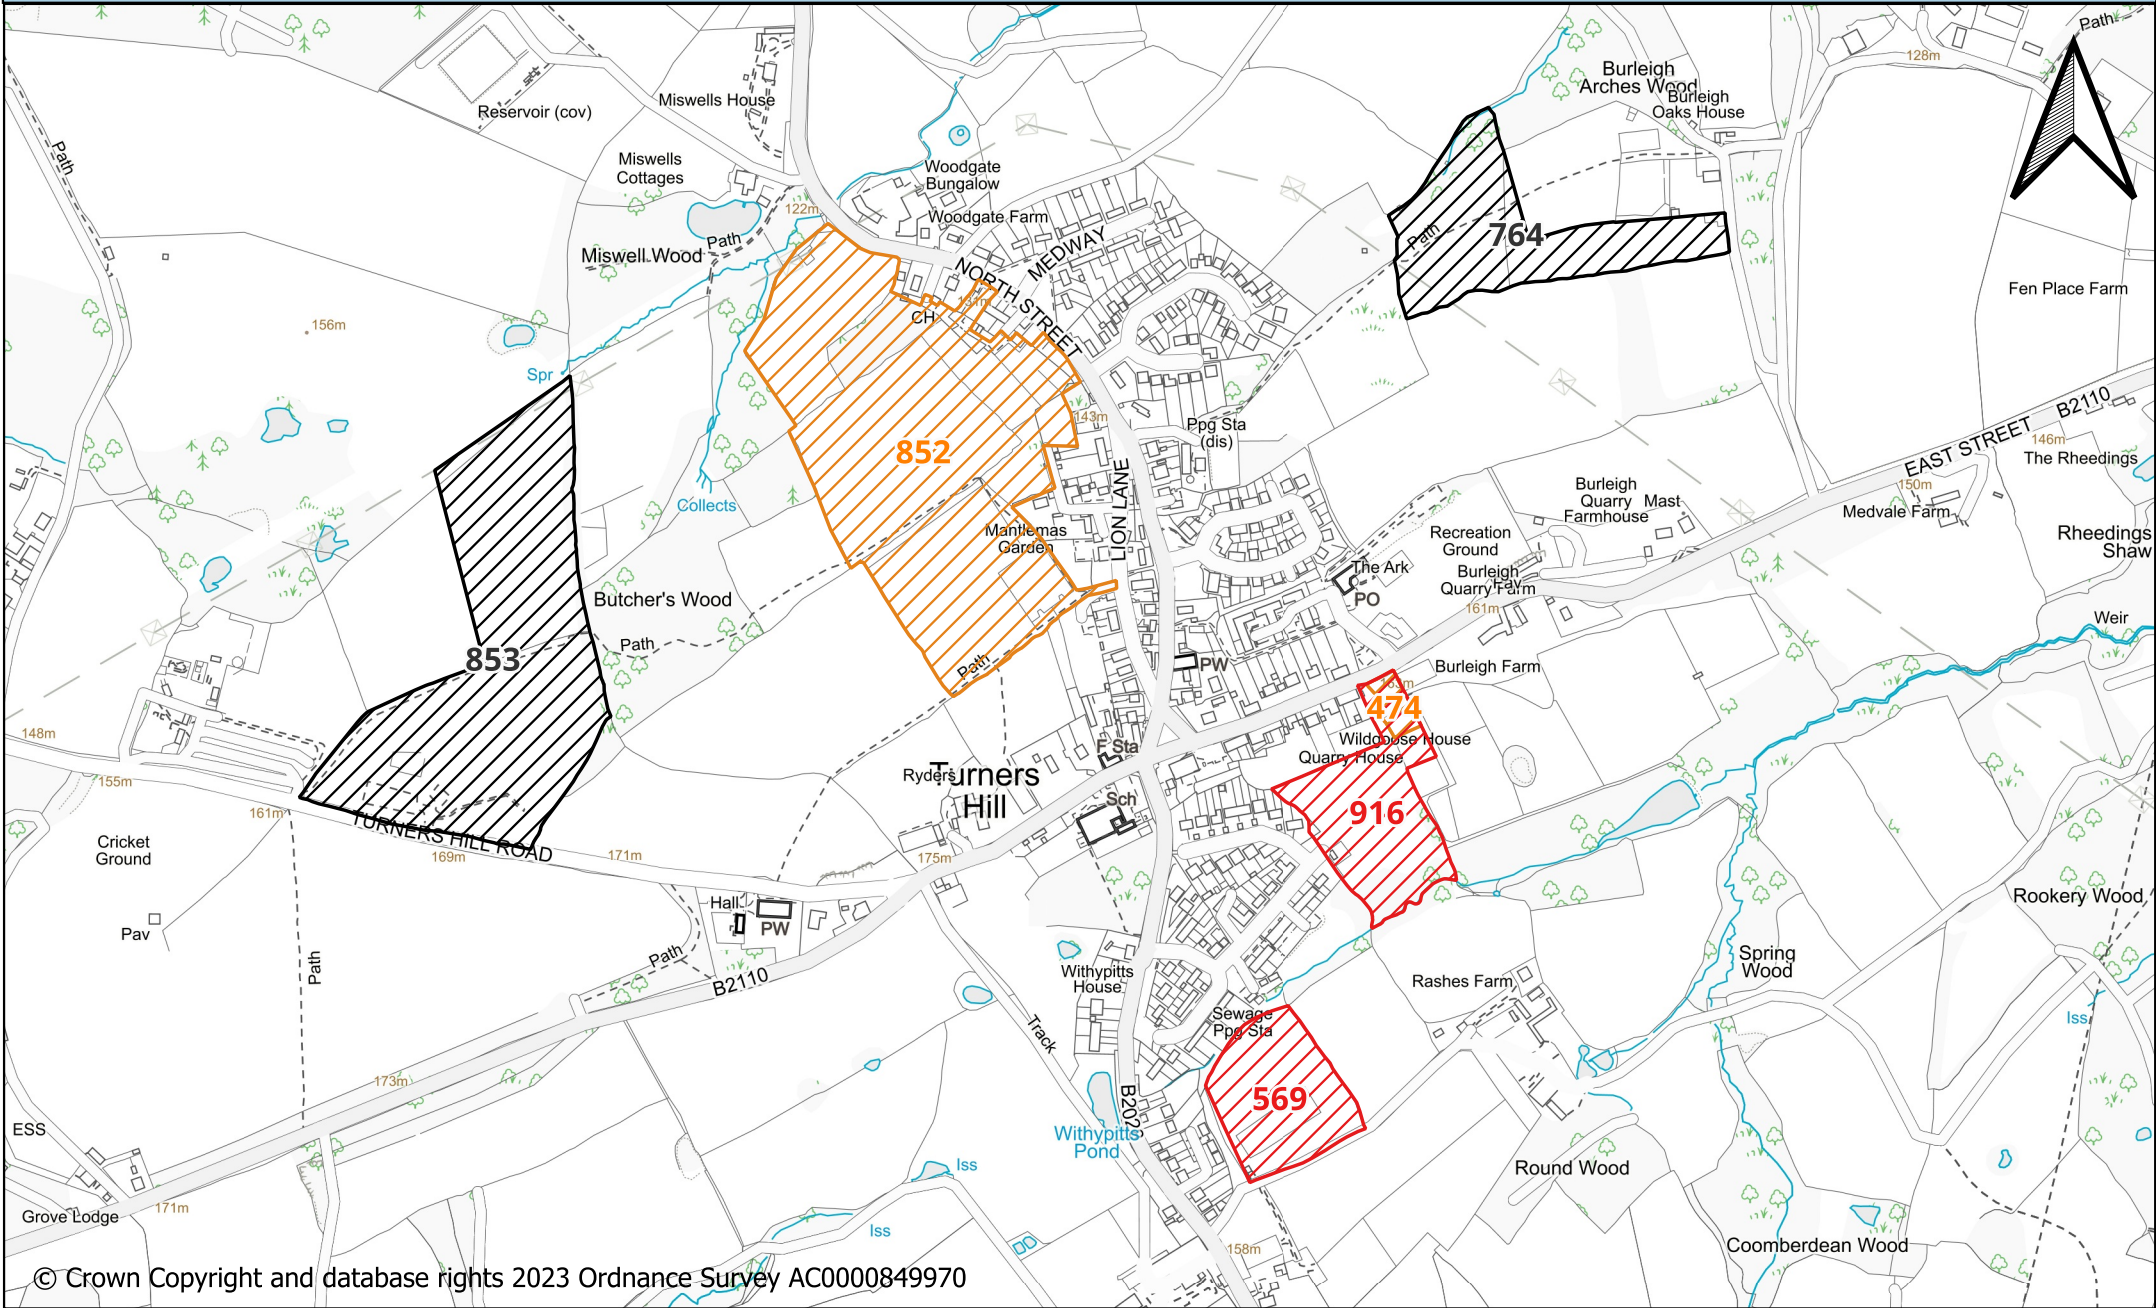 Path
128m
Burleigh
Arches Wood
Burleigh
Oaks House
Reservoir (cov)
Miswells House
Path
Miswells
Cottages
Woodgate
Bungalow
122m
Woodgate Farm
Path
Miswell Wood
MEDWAY
NORTH STREET
764
Path
Fen Place Farm
131m
CH
156m
Spr
143m
B2110
Ppg Sta
(dis)
EAST STREET
146m
The Rheedings
852
LION LANE
150m
Medvale Farm
Burleigh
Quarry
Farmhouse
Mast
Collects
Mantlemas
Garden
Recreation
Ground
Rheedings
Shaw
The Ark
PO
Burleigh
Quarry Farm
Pav
161m
Butcher's Wood
Path
Weir
853
Path
PW
Burleigh Farm
163m
474
148m
Wildgoose House
Quarry House
F Sta
Ryders
Turners
Hill
155m
161m
Sch
916
TURNERS HILL ROAD
Cricket
Ground
169m
171m
175m
Rookery Wood
Hall
PW
Pav
Path
Path
B2110
Withypitts
House
Spring
Wood
Rashes Farm
Sewage
Ppg Sta
Track
Iss
173m
569
B2028
ESS
Withypitts
Pond
Iss
Round Wood
171m
Grove Lodge
Iss
158m
Coomberdean Wood
© Crown Copyright and database rights 2023 Ordnance Survey AC0000849970